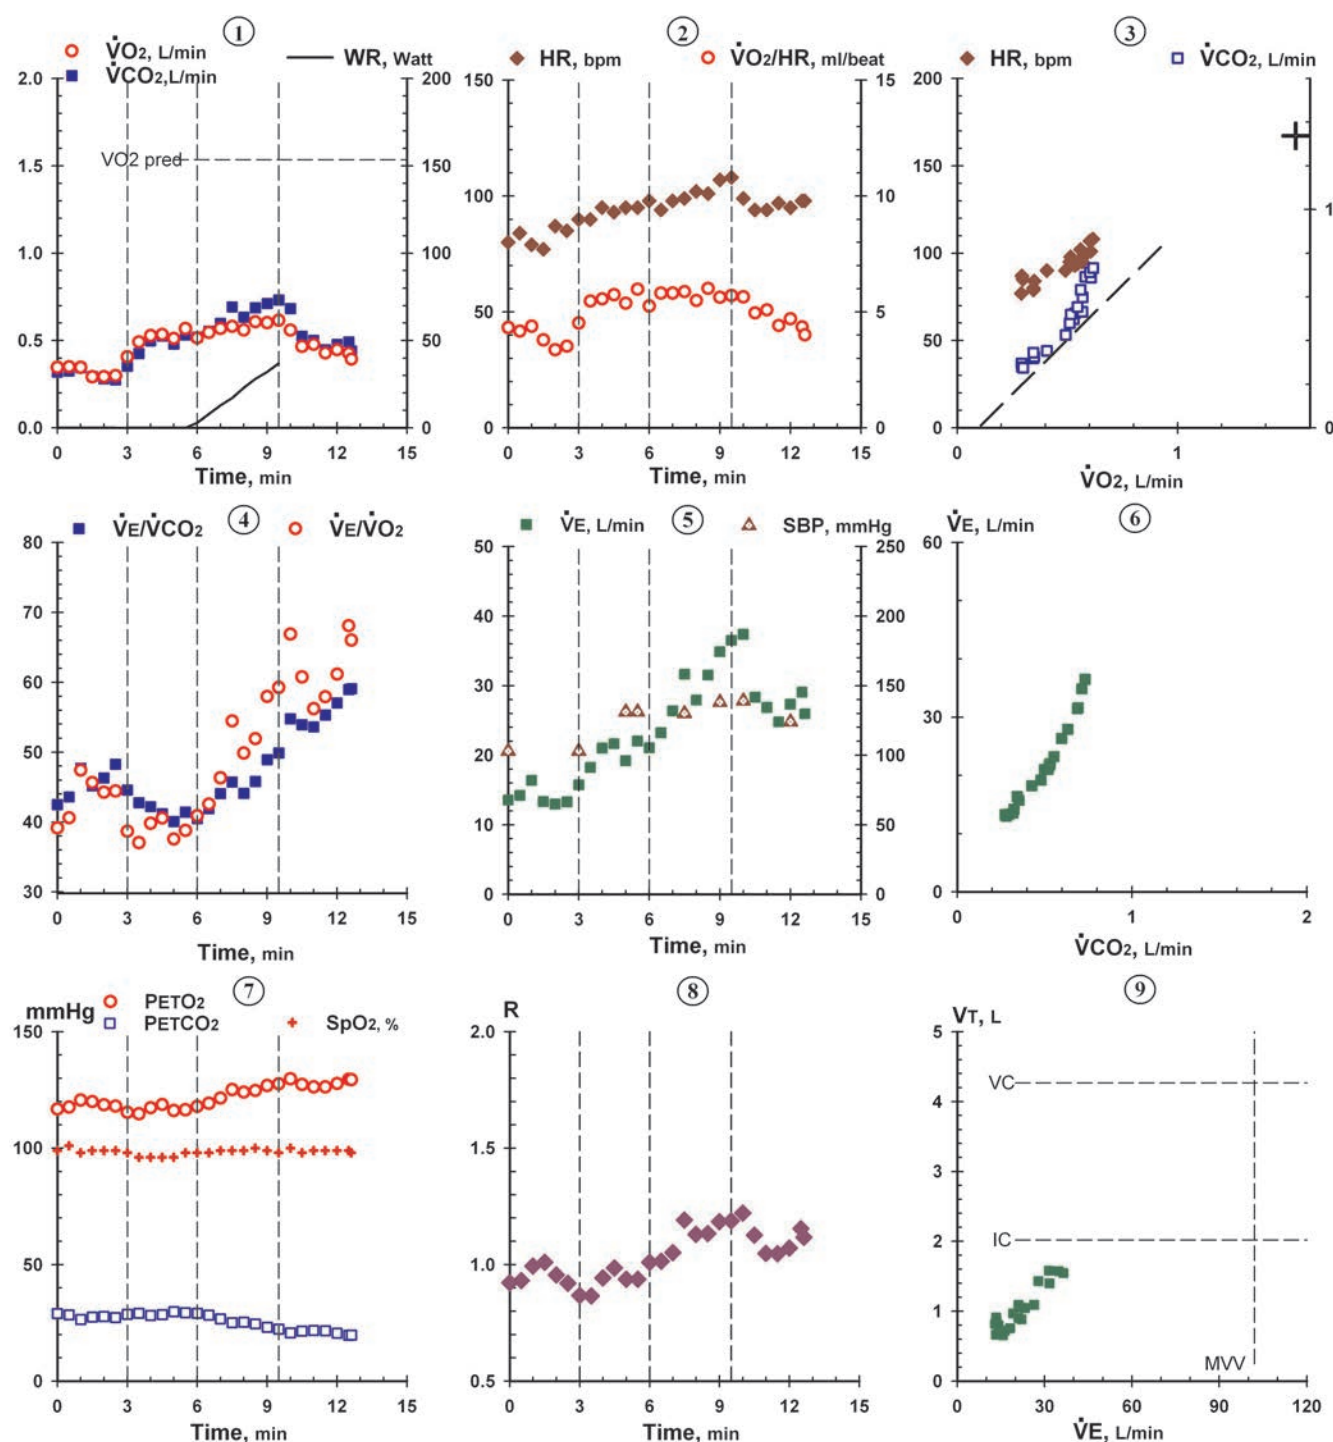 ① ② ③
V̇O2, L/min
V̇CO2,L/min
WR, Watt
2.0 200
1.5 150
1.0 100
0.5 50
0.0 0
VO2 pred
0 3 6 9 12 15
Time, min
HR, bpm V̇O2/HR, ml/beat
150 15
100 10
50 5
0 0
0 3 6 9 12 15
Time, min
HR, bpm V̇CO2, L/min
200
150
100 1
50
0 0
0 1
V̇O2, L/min
④ ⑤ ⑥
V̇E/V̇CO2 V̇E/V̇O2
80
70
60
50
40
30
0 3 6 9 12 15
Time, min
V̇E, L/min SBP, mmHg
50 250
40 200
30 150
20 100
10 50
0 0
0 3 6 9 12 15
Time, min
V̇E, L/min
60
30
0
0 1 2
V̇CO2, L/min
⑦ ⑧ ⑨
mmHg
PETO2
PETCO2
SpO2, %
150
100
50
0
0 3 6 9 12 15
Time, min
R
2.0
1.5
1.0
0.5
0 3 6 9 12 15
Time, min
VT, L
5
4
3
2
1
0
VC
IC
MVV
0 30 60 90 120
V̇E, L/min